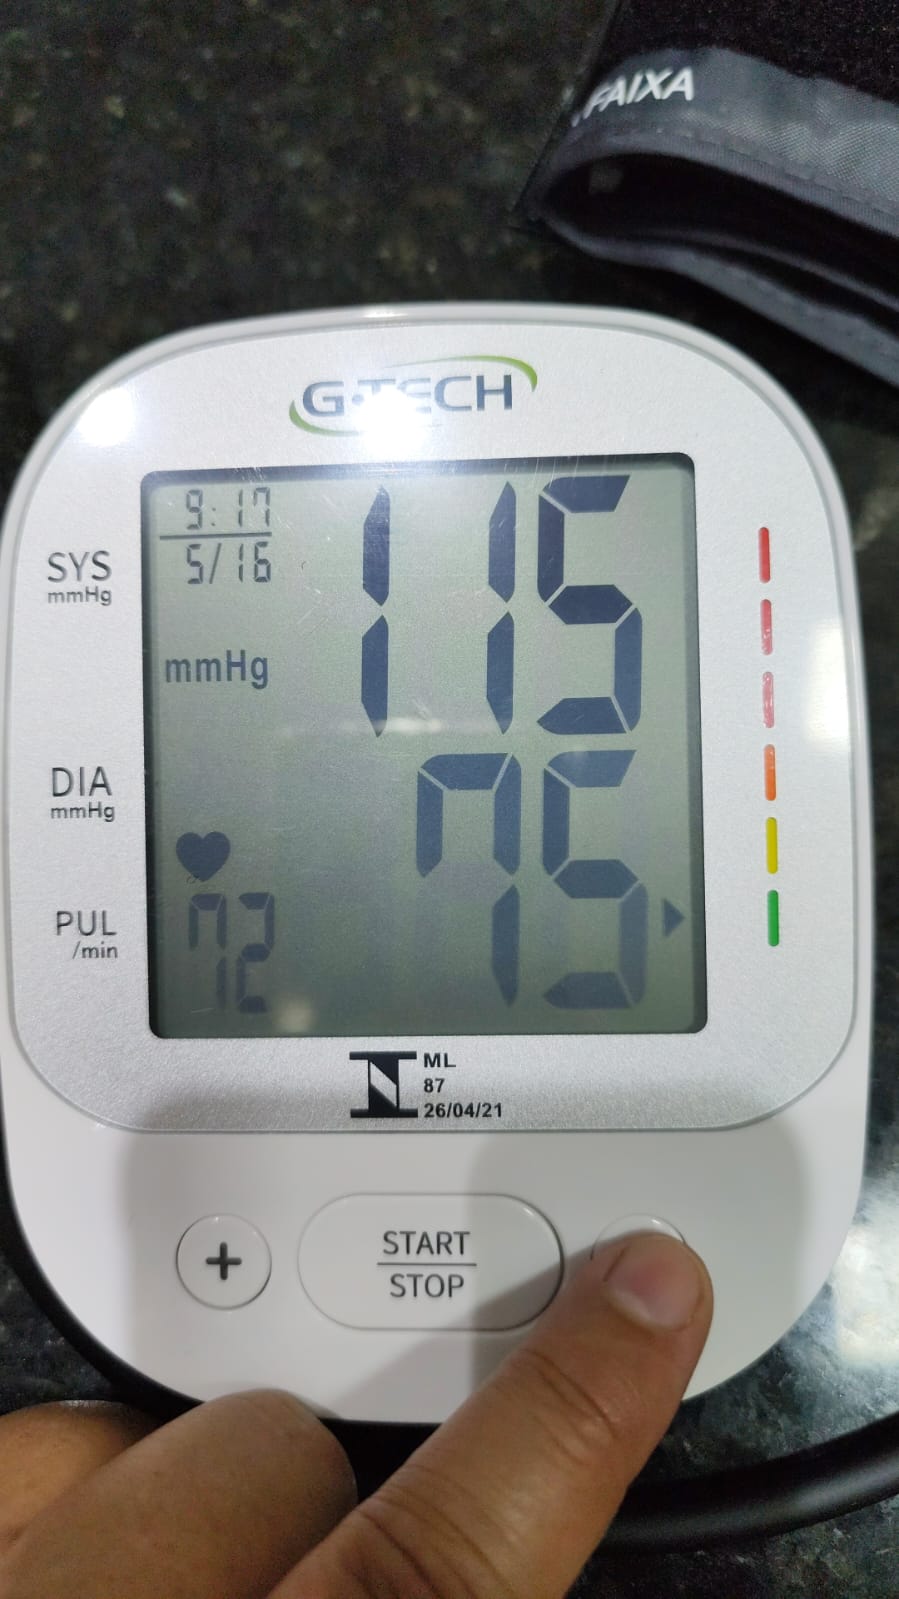 FAIXA
G·TECH
9:17
5/16
SYS
mmHg
115
mmHg
DIA
mmHg
75
PUL
/min
72
ML
87
26/04/21
+
START
STOP